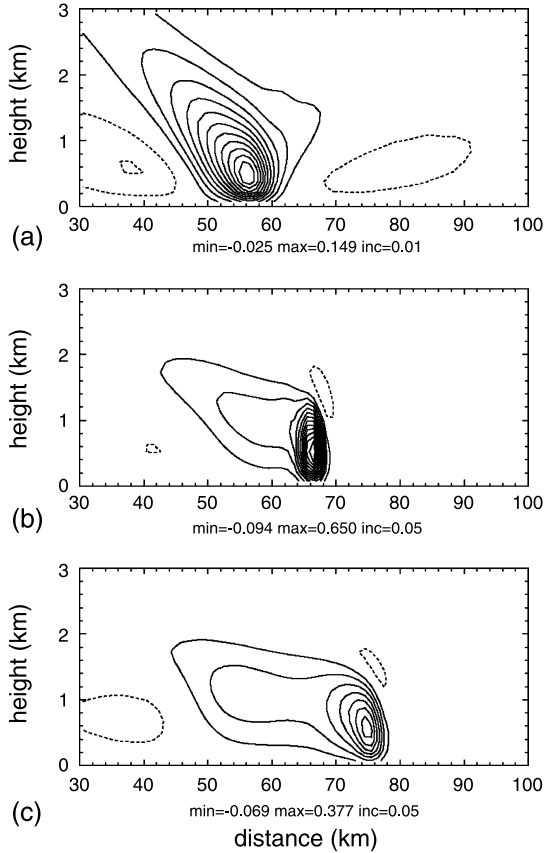 3
2
1
0
height (km)
30 40 50 60 70 80 90 100
(a)
min=-0.025 max=0.149 inc=0.01
3
2
1
0
height (km)
30 40 50 60 70 80 90 100
(b)
min=-0.094 max=0.650 inc=0.05
3
2
1
0
height (km)
30 40 50 60 70 80 90 100
(c)
min=-0.069 max=0.377 inc=0.05
distance (km)